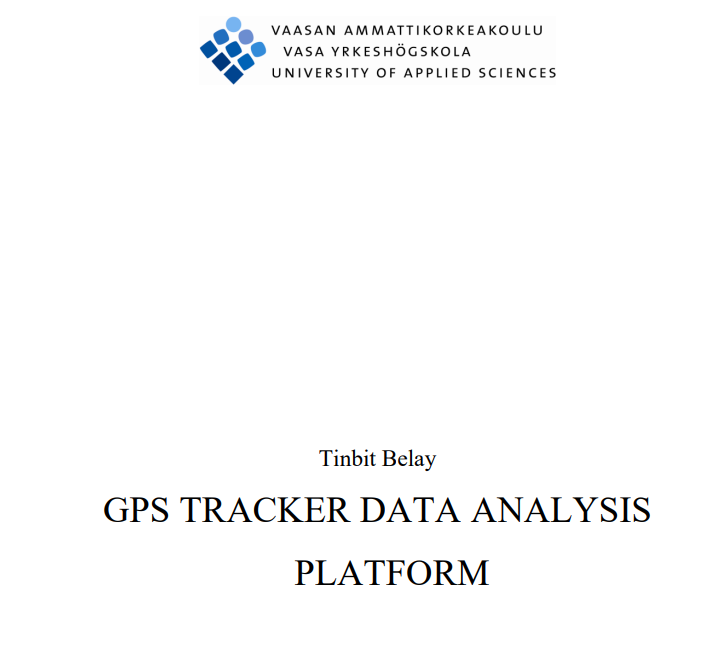 VAASAN AMMATTIKORKEAKOULU
VASA YRKESHÖGSKOLA
UNIVERSITY OF APPLIED SCIENCES
Tinbit Belay
GPS TRACKER DATA ANALYSIS
PLATFORM